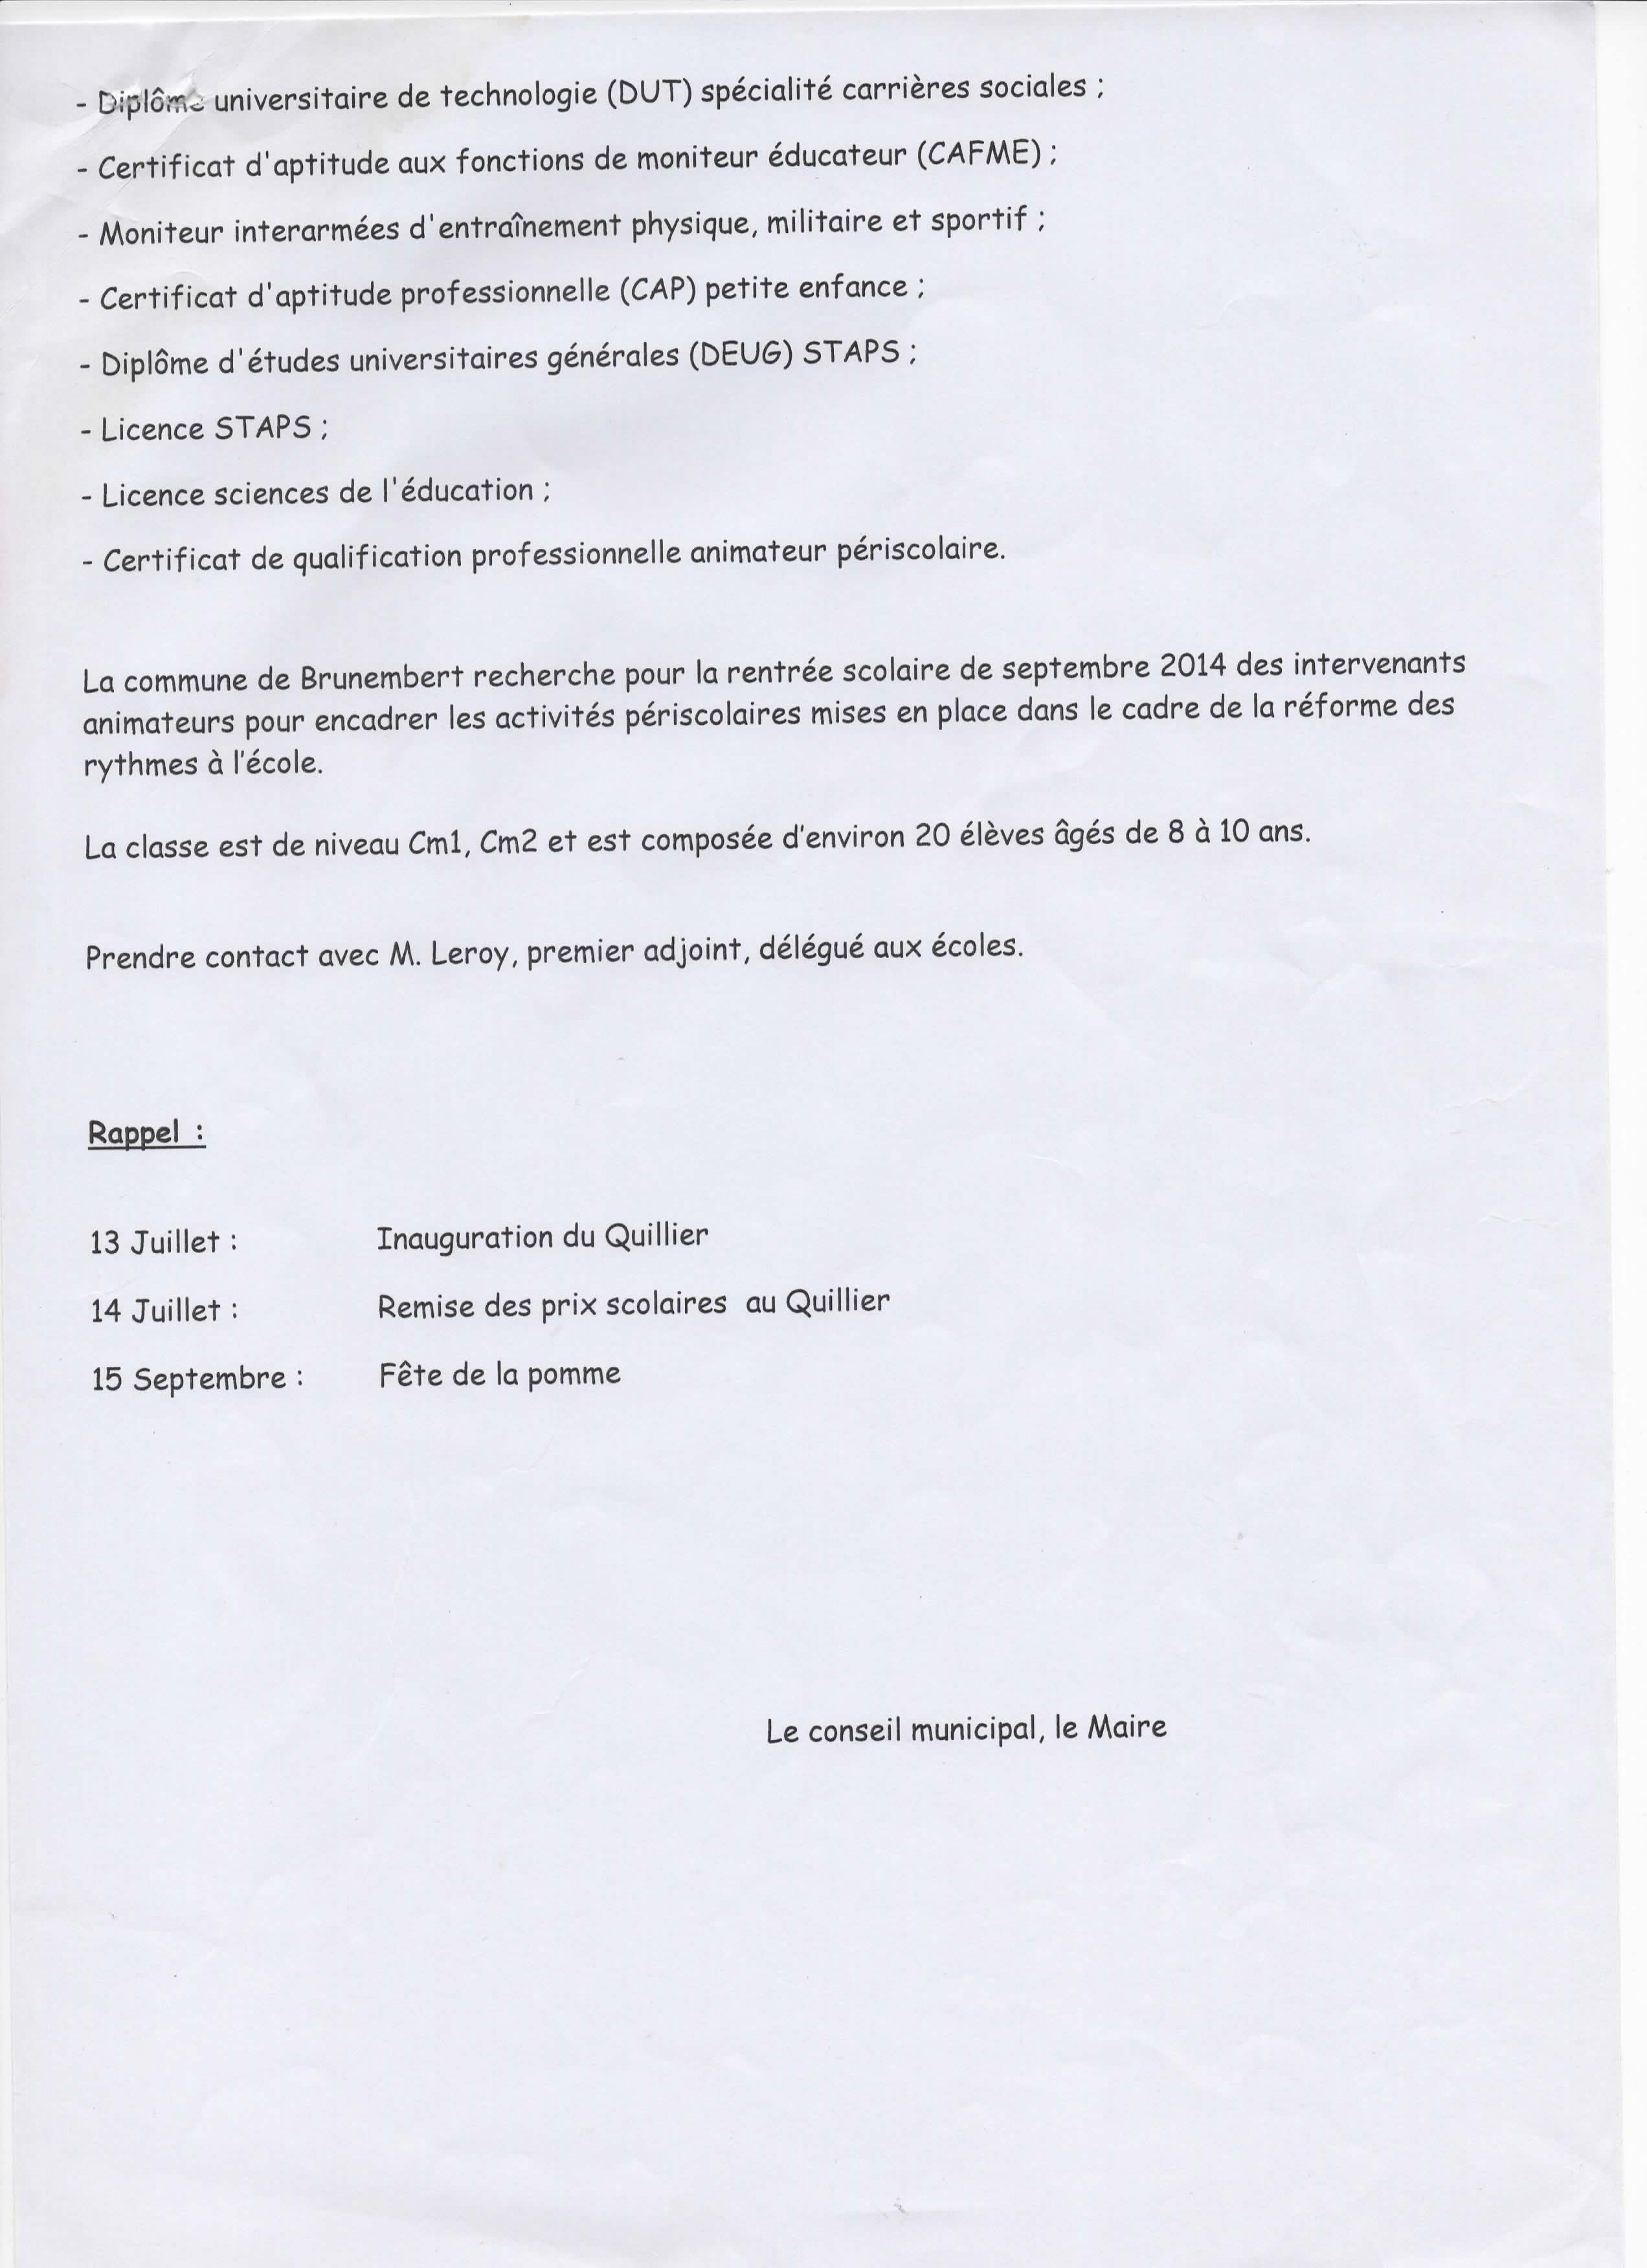 - Diplôme universitaire de technologie (DUT) spécialité carrières sociales ;
- Certificat d'aptitude aux fonctions de moniteur éducateur (CAFME) ;
- Moniteur interarmées d'entraînement physique, militaire et sportif ;
- Certificat d'aptitude professionnelle (CAP) petite enfance ;
- Diplôme d'études universitaires générales (DEUG) STAPS ;
- Licence STAPS ;
- Licence sciences de l'éducation ;
- Certificat de qualification professionnelle animateur périscolaire.
La commune de Brunembert recherche pour la rentrée scolaire de septembre 2014 des intervenants
animateurs pour encadrer les activités périscolaires mises en place dans le cadre de la réforme des
rythmes à l'école.
La classe est de niveau Cm1, Cm2 et est composée d'environ 20 élèves âgés de 8 à 10 ans.
Prendre contact avec M. Leroy, premier adjoint, délégué aux écoles.
Rappel :
13 Juillet : Inauguration du Quillier
14 Juillet : Remise des prix scolaires au Quillier
15 Septembre : Fête de la pomme
Le conseil municipal, le Maire